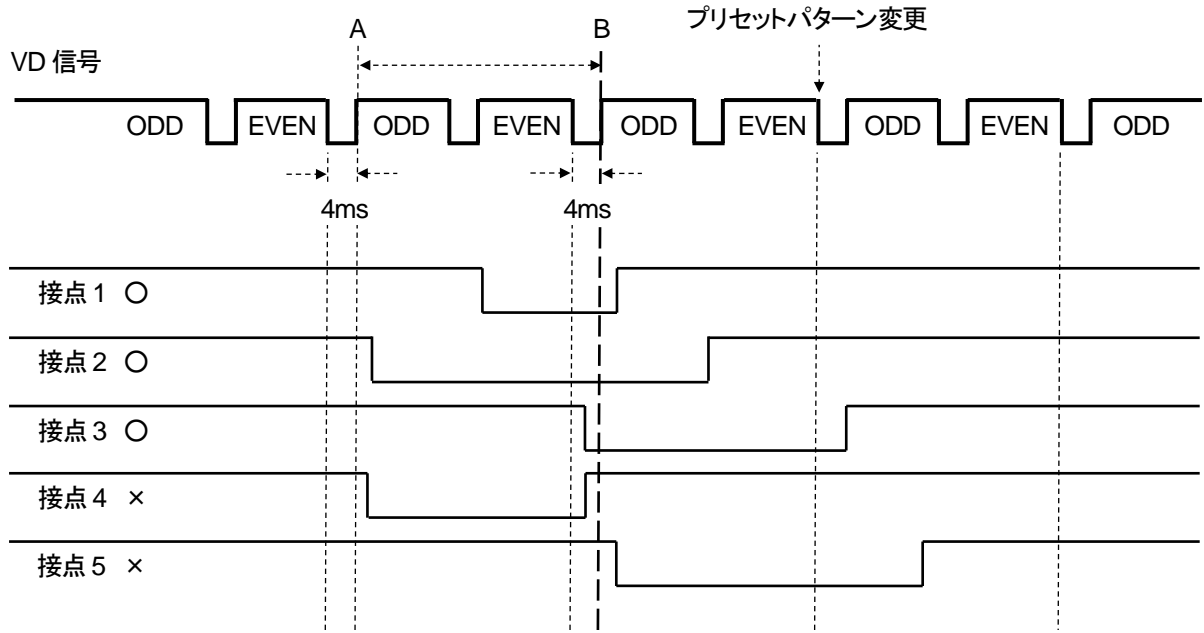 プリセットパターン変更
A
B
VD 信号
ODD
EVEN
ODD
EVEN
ODD
EVEN
ODD
EVEN
ODD
4ms
4ms
接点 1 ○
接点 2 ○
接点 3 ○
接点 4 ×
接点 5 ×